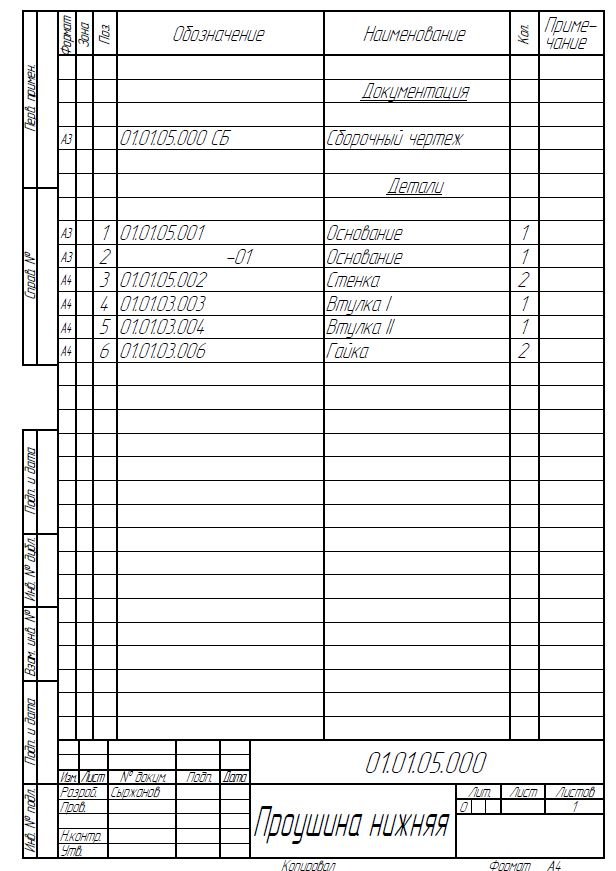 Перв. примен.
Справ. №
Подп. и дата
Инв. № дубл.
Взам. инв. №
Подп. и дата
Инв. № подл.
Формат Зона Поз. Обозначение Наименование Кол. Приме-
чание
Документация
А3 01.01.05.000 СБ Сборочный чертеж
Детали
А3 1 01.01.05.001 Основание 1
А3 2 -01 Основание 1
А4 3 01.01.05.002 Стенка 2
А4 4 01.01.03.003 Втулка I 1
А4 5 01.01.03.004 Втулка II 1
А4 6 01.01.03.006 Гайка 2
01.01.05.000
Изм. Лист № докум. Подп. Дата
Разраб. Сыржанов
Пров.
Н.контр.
Утв.
Проушина нижняя
Лит. Лист Листов
О 1
Копировал Формат А4